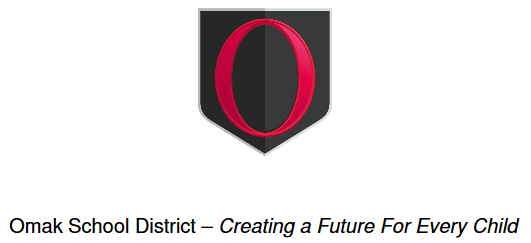 O
Omak School District – Creating a Future For Every Child